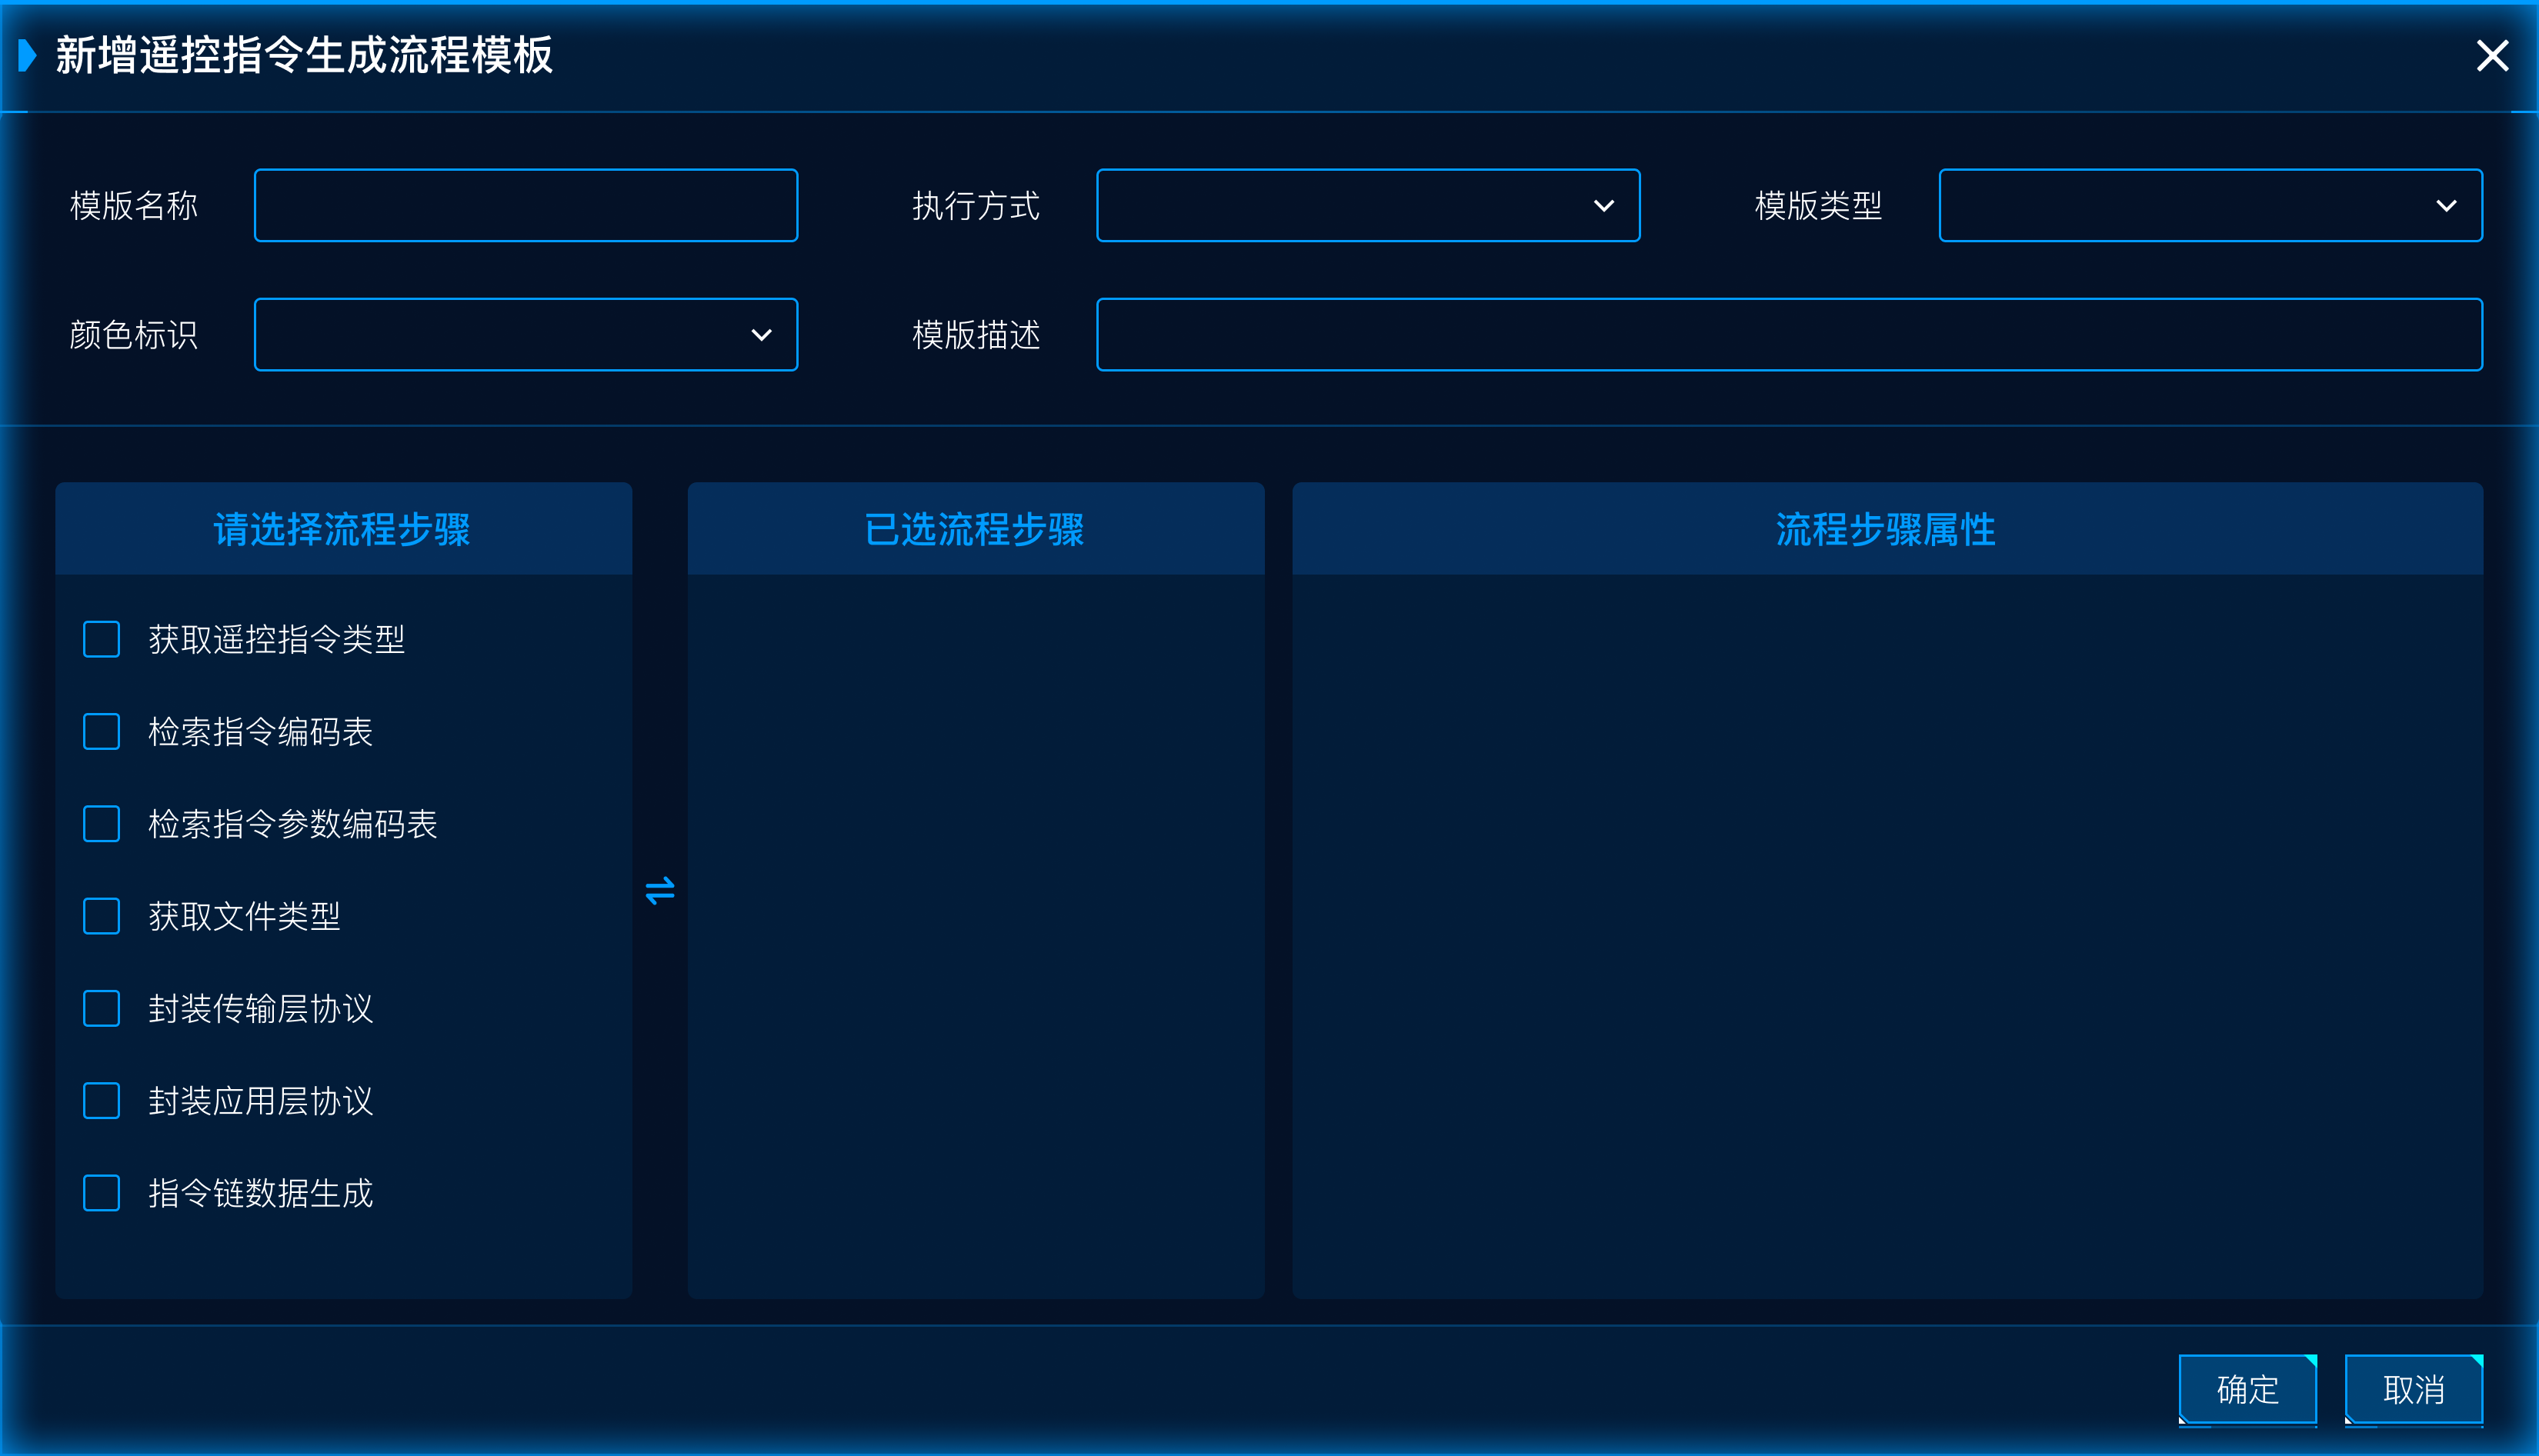 新增遥控指令生成流程模板
模版名称
执行方式
模版类型
颜色标识
模版描述
请选择流程步骤
已选流程步骤
流程步骤属性
获取遥控指令类型
检索指令编码表
检索指令参数编码表
获取文件类型
封装传输层协议
封装应用层协议
指令链数据生成
确定
取消